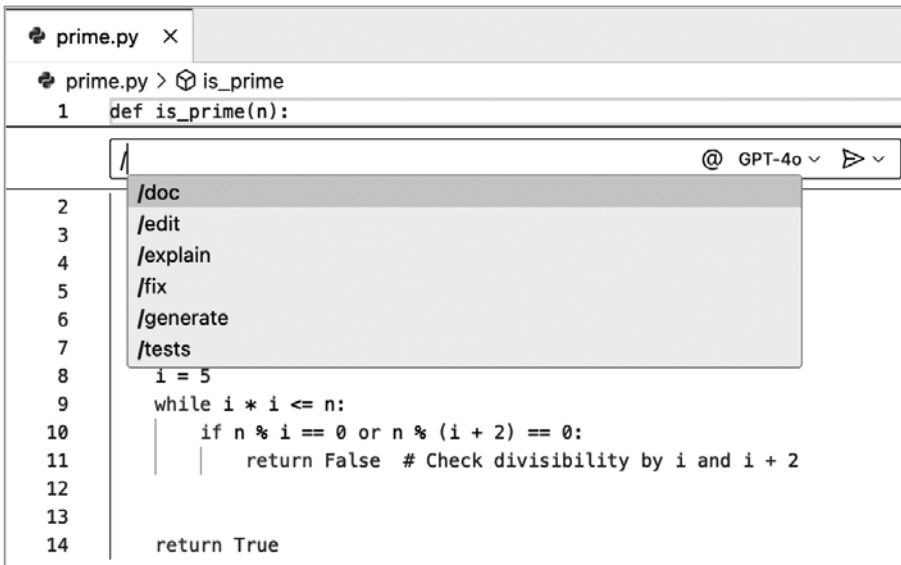 prime.py ×
prime.py > is_prime
1 def is_prime(n):
/ @ GPT-4o
/doc
2
/edit
3
/explain
4
/fix
5
/generate
6
/tests
7
8 i = 5
9 while i * i <= n:
10 if n % i == 0 or n % (i + 2) == 0:
11 return False # Check divisibility by i and i + 2
12
13
14 return True